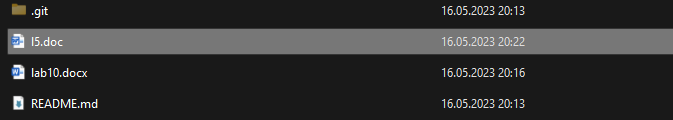 .git 16.05.2023 20:13
l5.doc 16.05.2023 20:22
lab10.docx 16.05.2023 20:16
README.md 16.05.2023 20:13